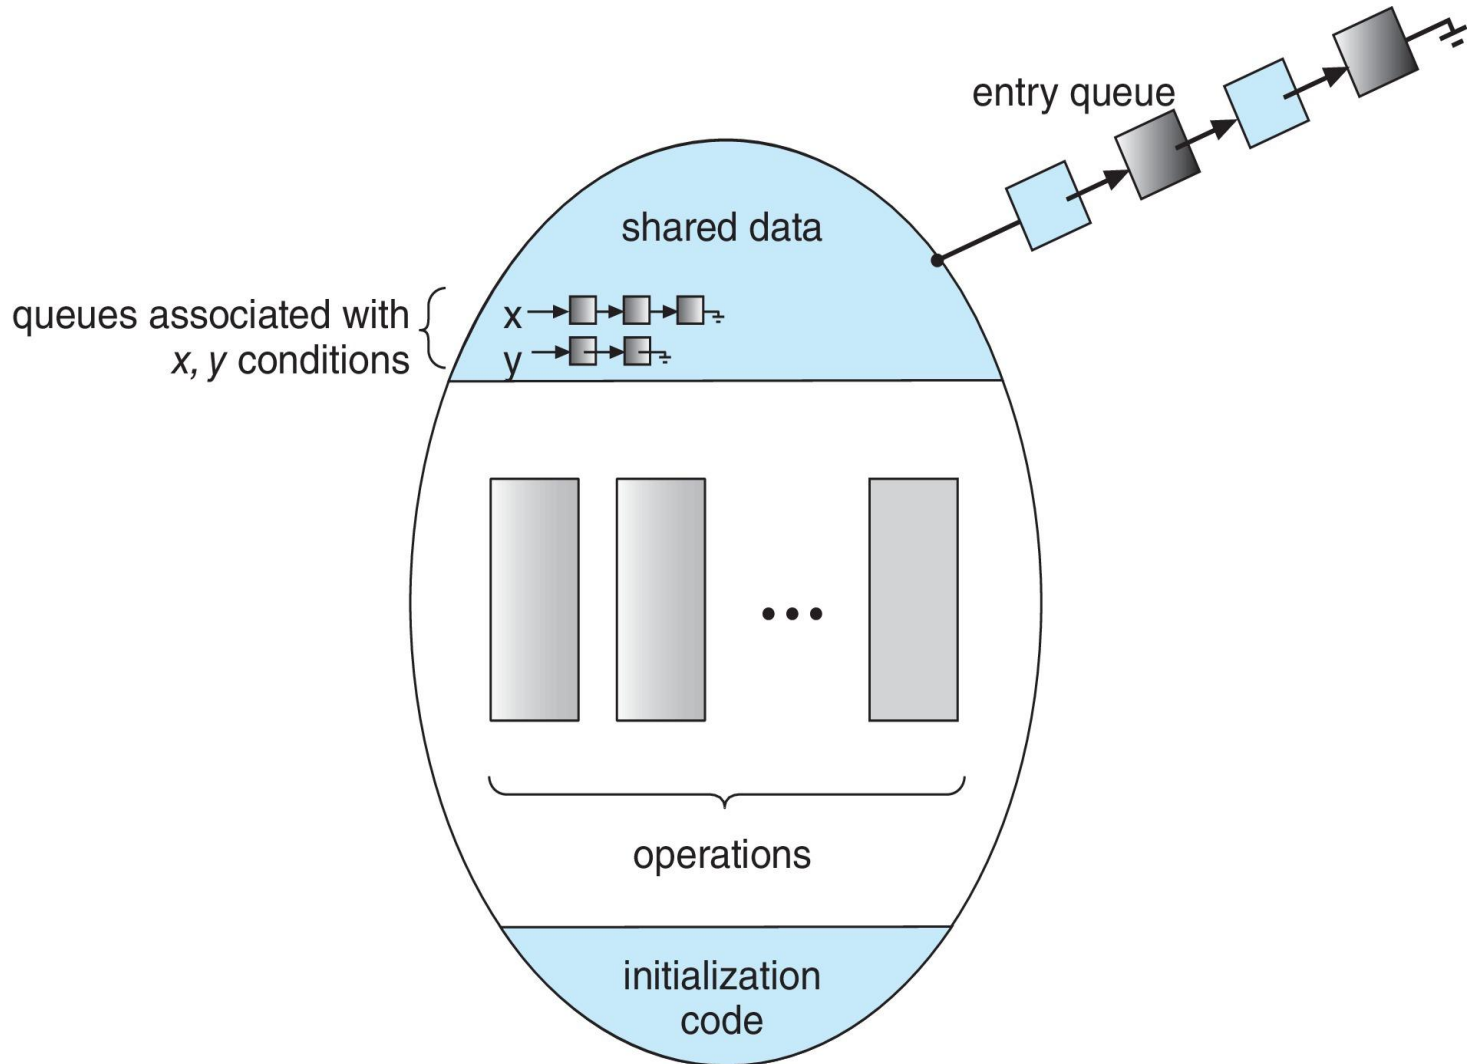 entry queue
shared data
queues associated with
x, y conditions
x
y
•••
operations
initialization
code